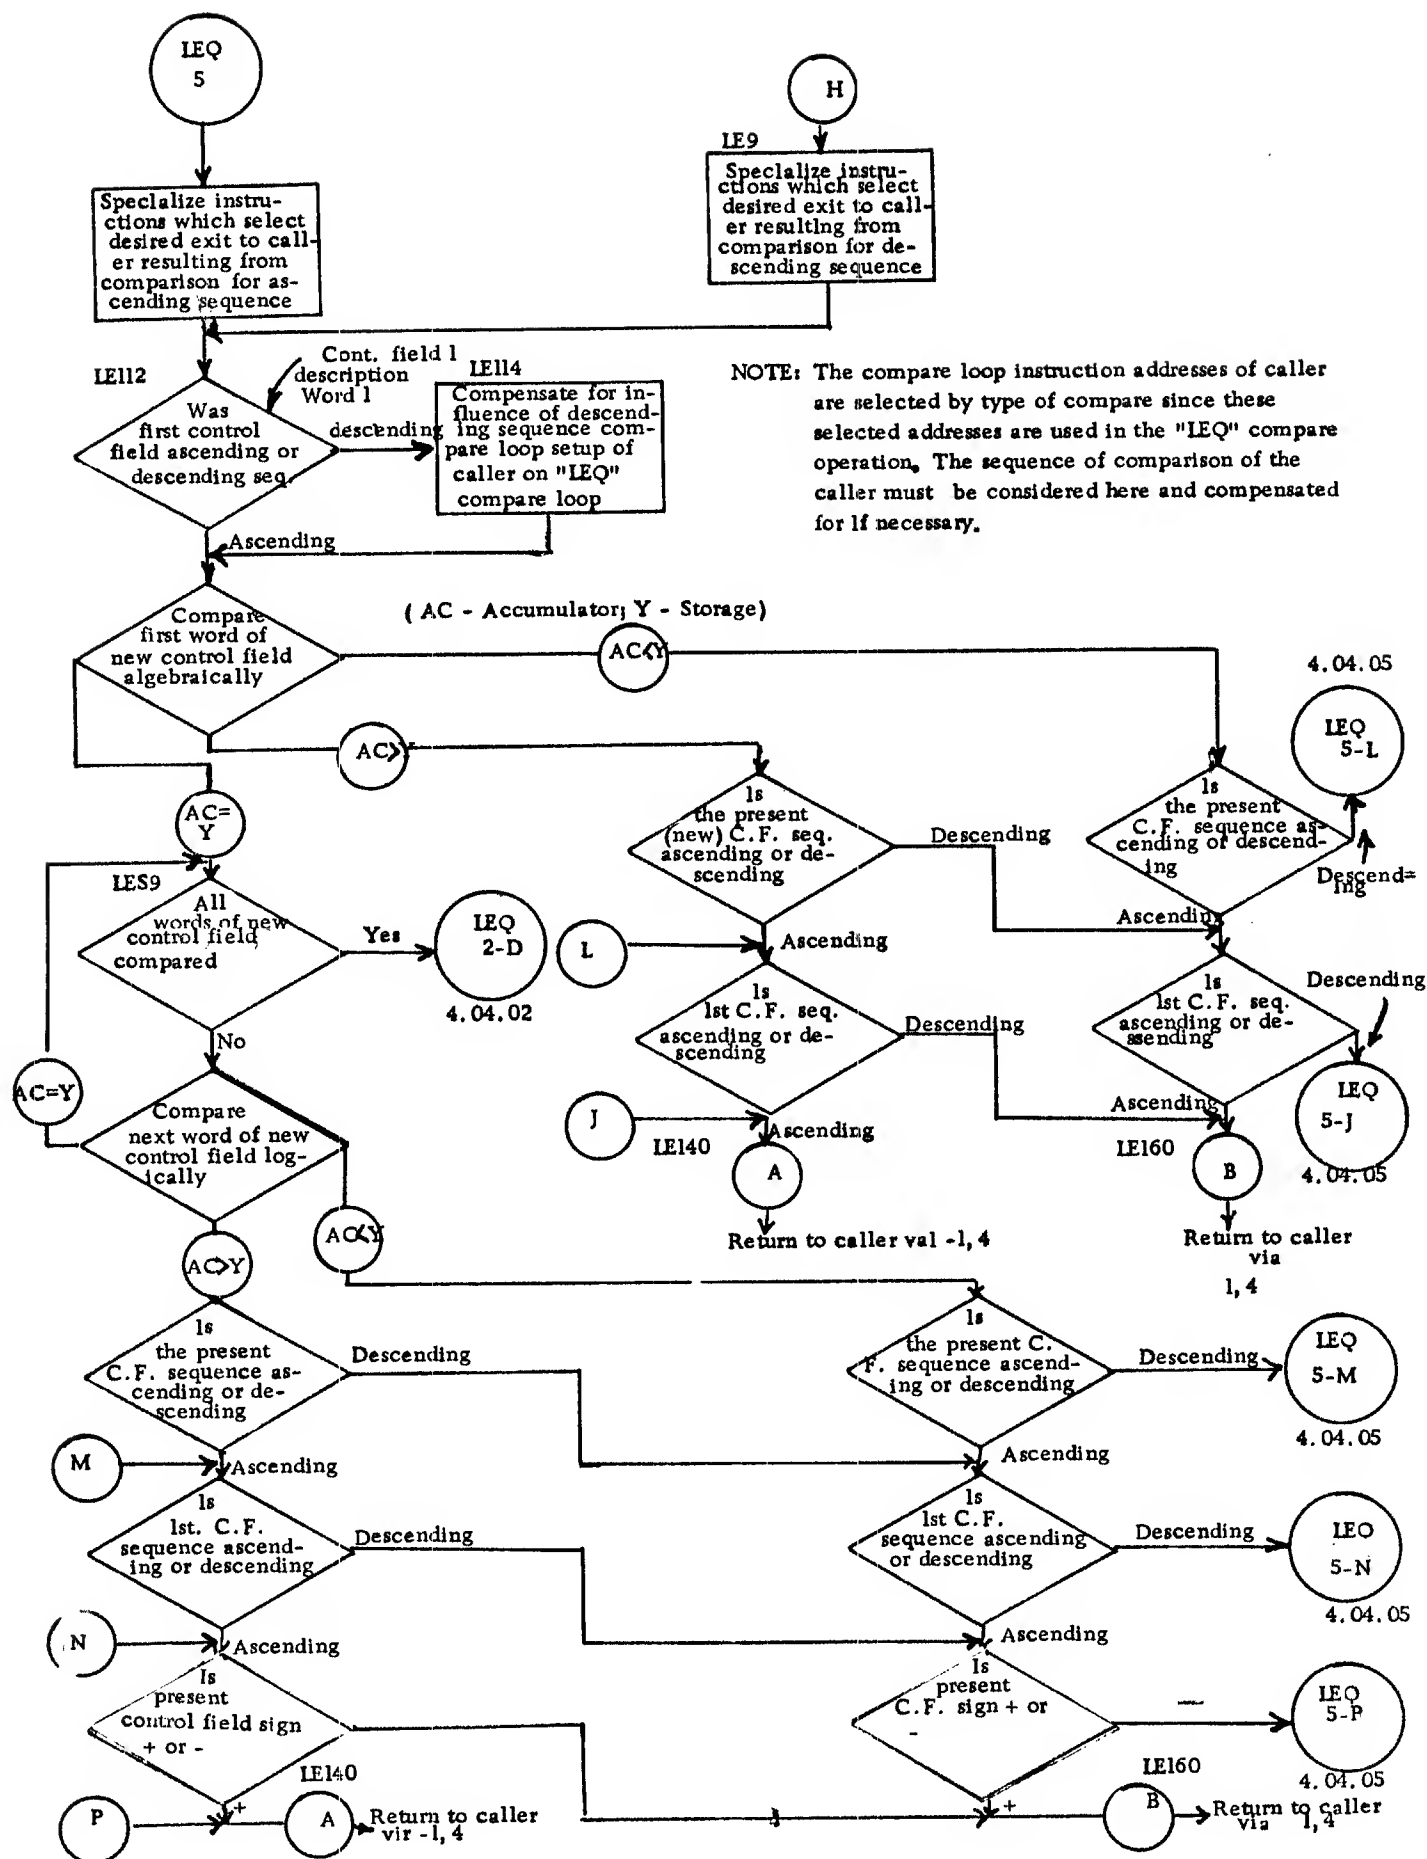 LEQ
5
H
LE9
Specialize instru-
ctions which select
desired exit to call-
er resulting from
comparison for as-
cending sequence
Specialize instru-
ctions which select
desired exit to call-
er resulting from
comparison for de-
scending sequence
LE112
Cont. field 1
description
Word 1
LE114
Was
first control
field ascending or
descending seq.
descending
Compensate for in-
fluence of descend-
ing sequence com-
pare loop setup of
caller on "LEQ"
compare loop
NOTE: The compare loop instruction addresses of caller
are selected by type of compare since these
selected addresses are used in the "LEQ" compare
operation. The sequence of comparison of the
caller must be considered here and compensated
for if necessary.
Ascending
( AC - Accumulator; Y - Storage)
Compare
first word of
new control field
algebraically
AC<Y
4.04.05
LEQ
5-L
AC>Y
AC=
Y
Is
the present
(new) C.F. seq.
ascending or de-
scending
Descending
Is
the present
C.F. sequence as-
cending or descend-
ing
Descend=
ing
LES9
All
words of new
control field
compared
Yes
LEQ
2-D
4.04.02
L
Ascending
Ascending
Is
1st C.F. seq.
ascending or de-
scending
Descending
Is
1st C.F. seq.
ascending or de-
ssending
Descending
No
AC=Y
Compare
next word of new
control field log-
ically
J
LE140
Ascending
A
Return to caller val -1, 4
Ascending
LE160
B
Return to caller
via
1, 4
LEQ
5-J
4.04.05
AC<Y
AC>Y
Is
the present
C.F. sequence as-
cending or de-
scending
Descending
Is
the present C.
F. sequence ascend-
ing or descending
Descending
LEQ
5-M
4.04.05
M
Ascending
Ascending
Is
1st. C.F.
sequence ascend-
ing or descending
Descending
Is
1st C.F.
sequence ascending
or descending
Descending
LEO
5-N
4.04.05
N
Ascending
Ascending
Is
present
control field sign
+ or -
Is
present
C.F. sign + or
-
—
LEQ
5-P
4.04.05
P
+
LE140
A
Return to caller
vir -1, 4
+
LE160
B
Return to caller
via 1, 4